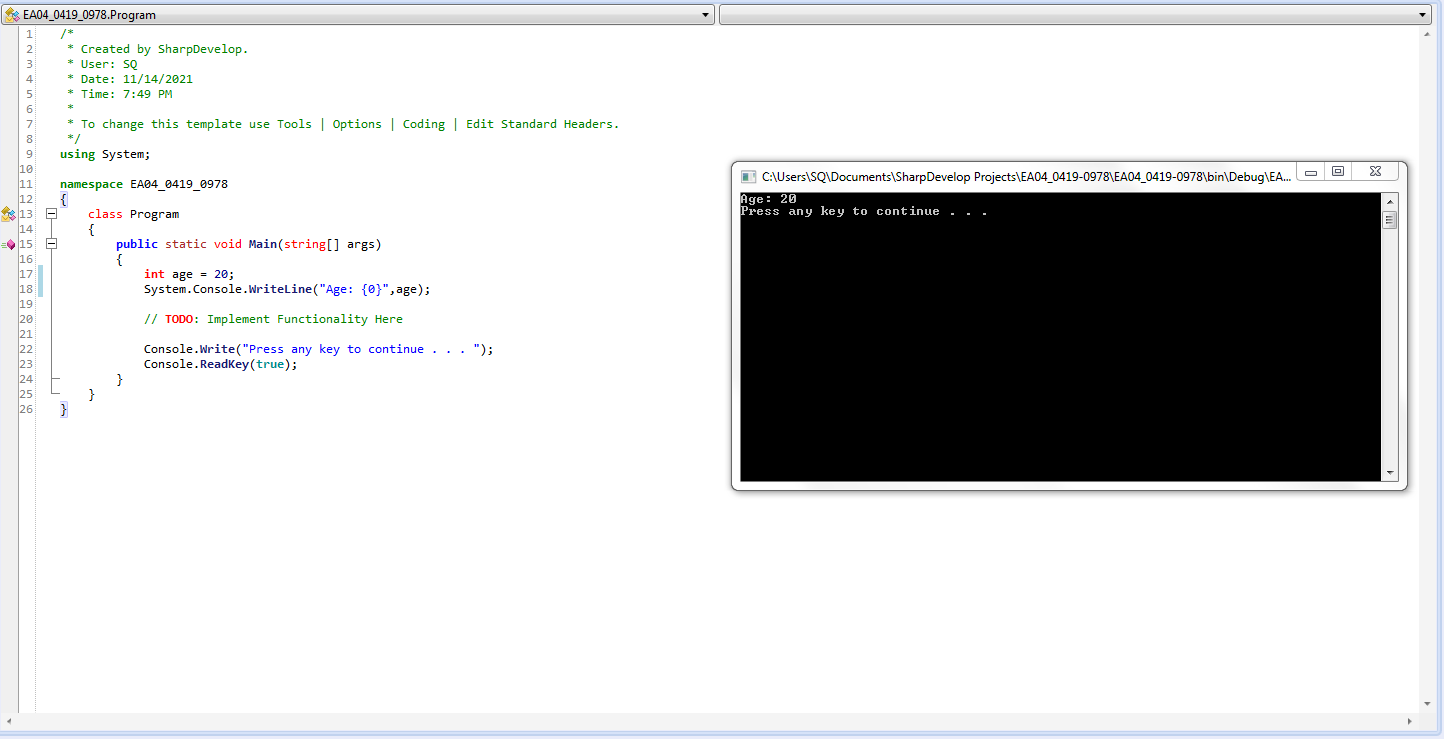 EA04_0419_0978.Program
1 /*
2  * Created by SharpDevelop.
3  * User: SQ
4  * Date: 11/14/2021
5  * Time: 7:49 PM
6  *
7  * To change this template use Tools | Options | Coding | Edit Standard Headers.
8  */
9 using System;
10
11 namespace EA04_0419_0978
12 {
13     class Program
14     {
15         public static void Main(string[] args)
16         {
17             int age = 20;
18             System.Console.WriteLine("Age: {0}",age);
19
20             // TODO: Implement Functionality Here
21
22             Console.Write("Press any key to continue . . . ");
23             Console.ReadKey(true);
24         }
25     }
26 }
C:\Users\SQ\Documents\SharpDevelop Projects\EA04_0419-0978\EA04_0419-0978\bin\Debug\EA...
Age: 20
Press any key to continue . . .